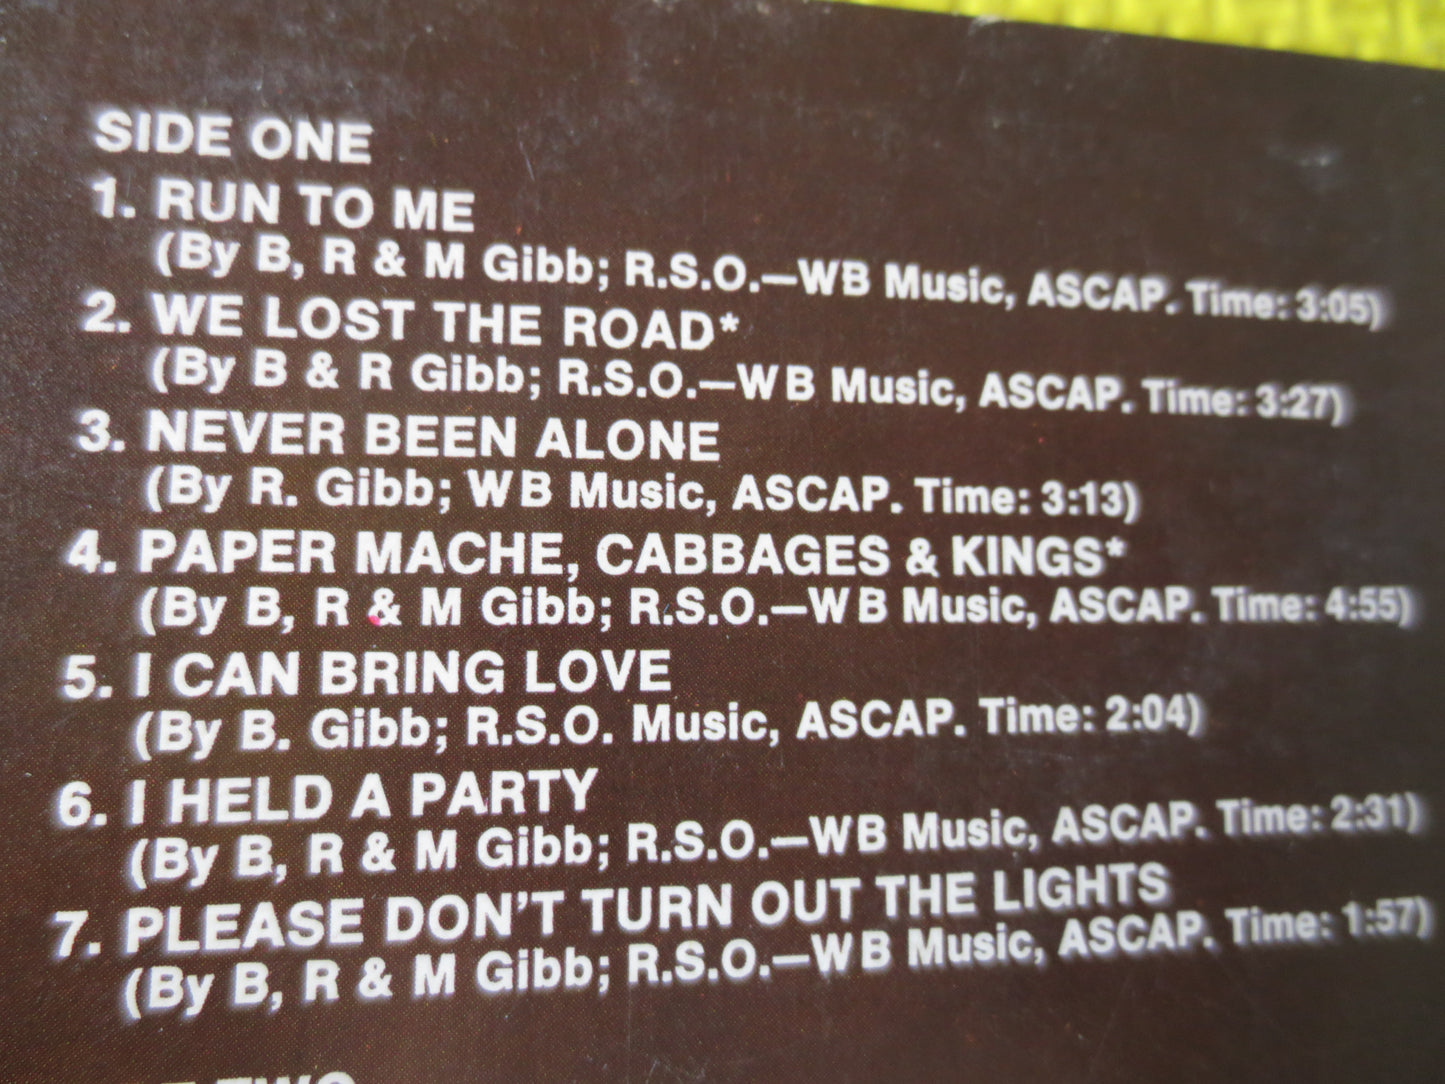 SIDE ONE
1. RUN TO ME
(By B, R & M Gibb; R.S.O.—WB Music, ASCAP. Time: 3:05)
2. WE LOST THE ROAD*
(By B & R Gibb; R.S.O.—WB Music, ASCAP. Time: 3:27)
3. NEVER BEEN ALONE
(By R. Gibb; WB Music, ASCAP. Time: 3:13)
4. PAPER MACHE, CABBAGES & KINGS*
(By B, R & M Gibb; R.S.O.—WB Music, ASCAP. Time: 4:55)
5. I CAN BRING LOVE
(By B. Gibb; R.S.O. Music, ASCAP. Time: 2:04)
6. I HELD A PARTY
(By B, R & M Gibb; R.S.O.—WB Music, ASCAP. Time: 2:31)
7. PLEASE DON'T TURN OUT THE LIGHTS
(By B, R & M Gibb; R.S.O.—WB Music, ASCAP. Time: 1:57)
TWO